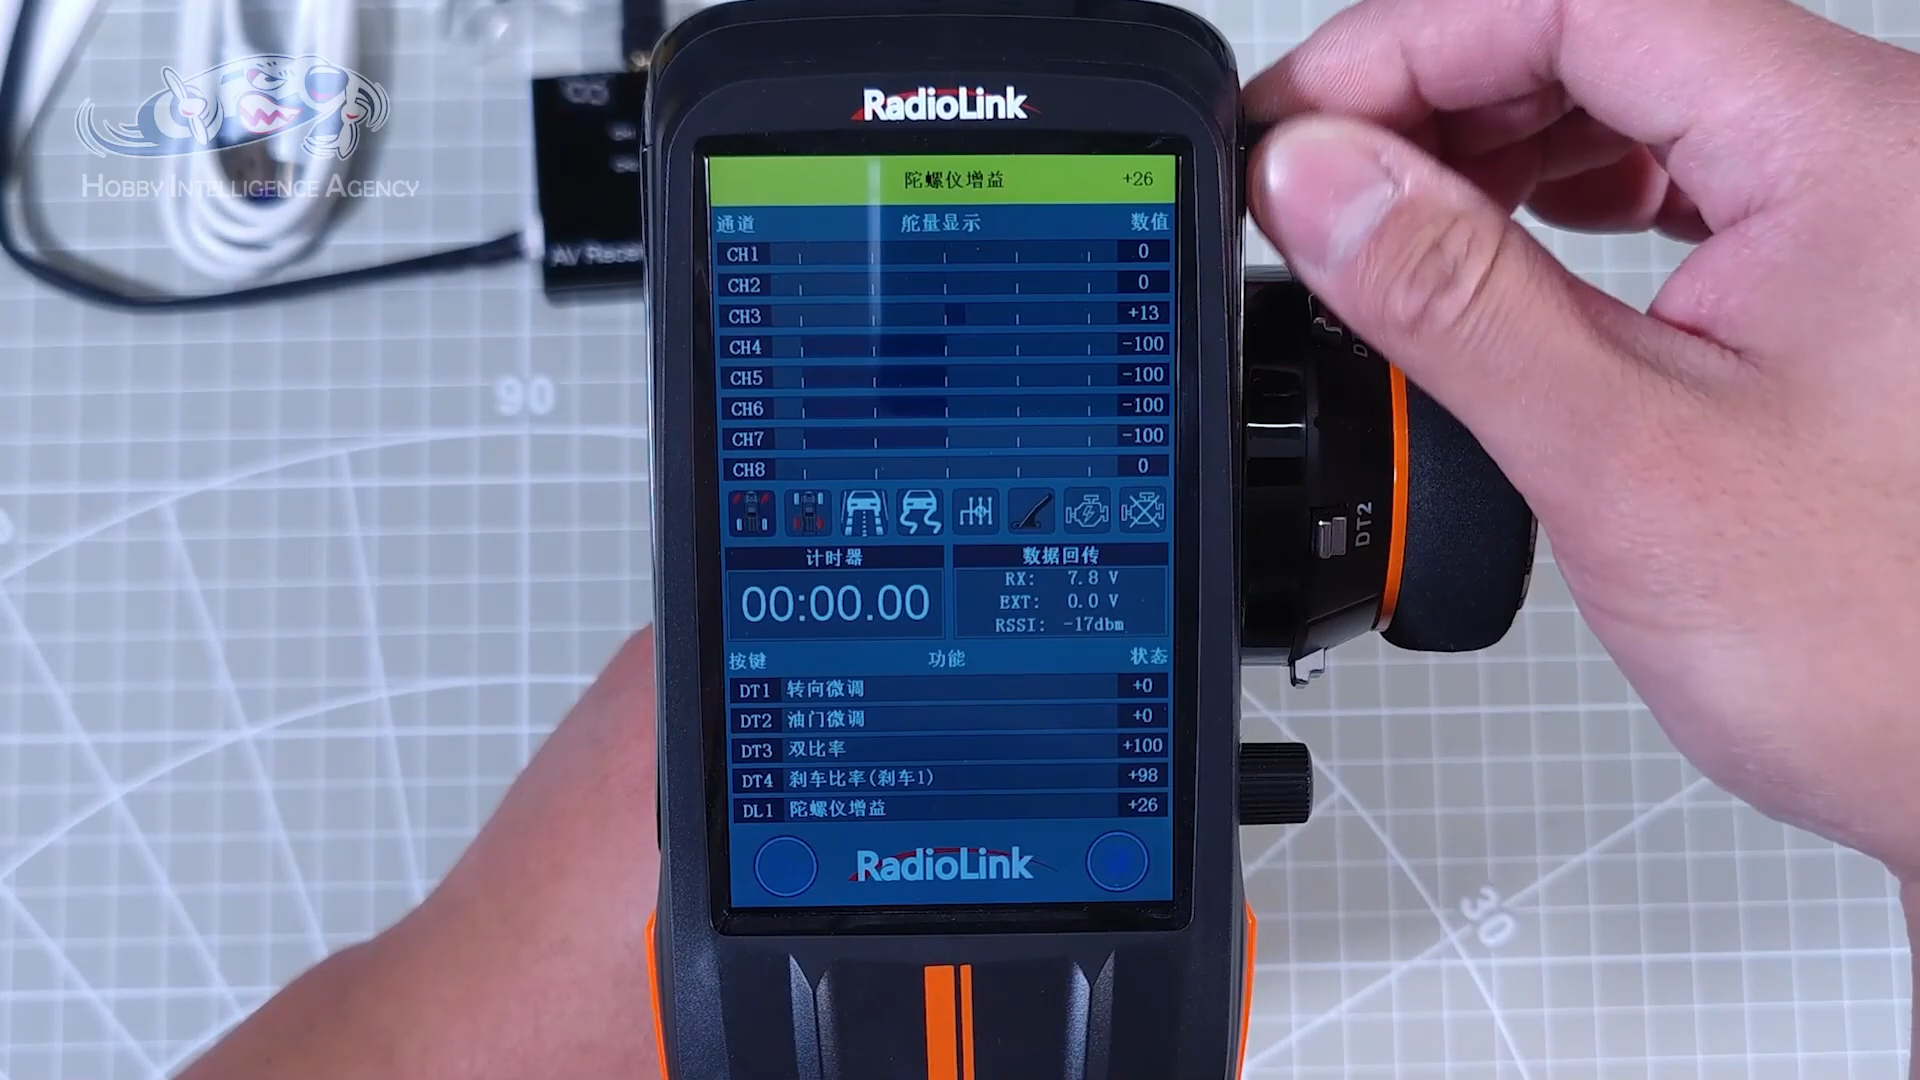 HOBBY INTELLIGENCE AGENCY
AV Recei
RadioLink
陀螺仪增益 +26
通道 舵量显示 数值
CH1 0
CH2 0
CH3 +13
CH4 -100
CH5 -100
CH6 -100
CH7 -100
CH8 0
计时器 数据回传
00:00.00
RX: 7.8 V
EXT: 0.0 V
RSSI: -17dbm
按键 功能 状态
DT1 转向微调 +0
DT2 油门微调 +0
DT3 双比率 +100
DT4 刹车比率(刹车1) +98
DL1 陀螺仪增益 +26
RadioLink
DT2
90
30